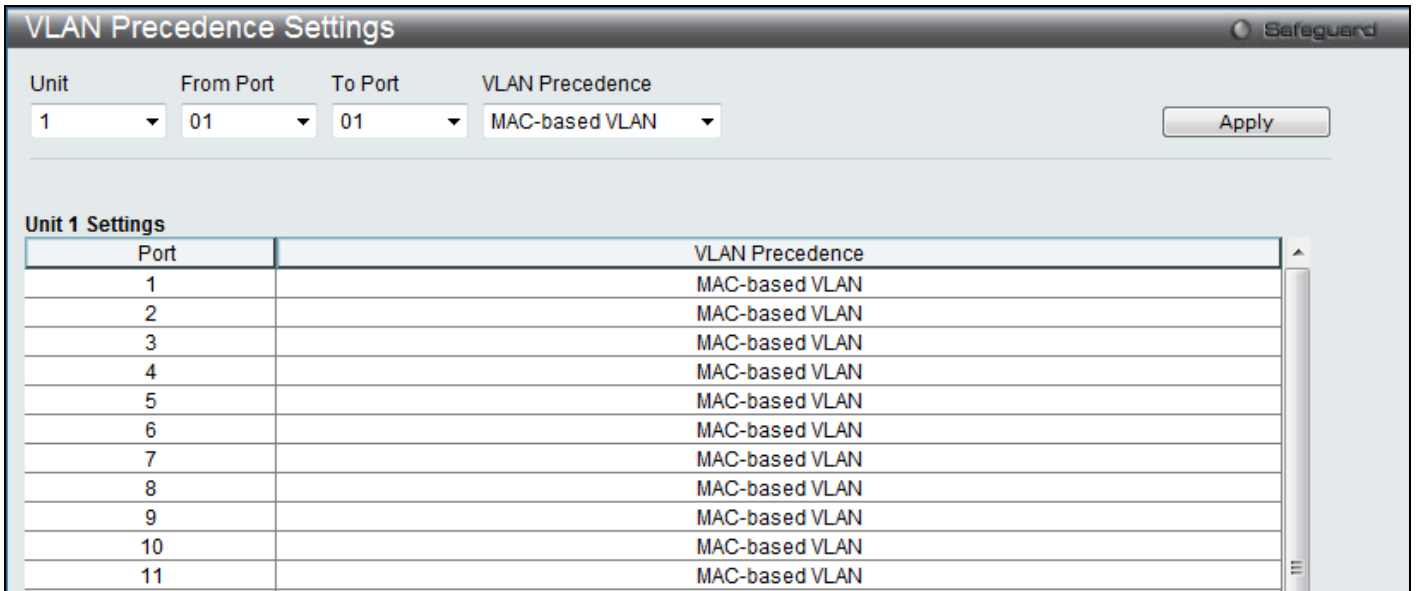 VLAN Precedence Settings
Safeguard
Unit From Port To Port VLAN Precedence
1 01 01 MAC-based VLAN Apply
Unit 1 Settings
Port VLAN Precedence
1 MAC-based VLAN
2 MAC-based VLAN
3 MAC-based VLAN
4 MAC-based VLAN
5 MAC-based VLAN
6 MAC-based VLAN
7 MAC-based VLAN
8 MAC-based VLAN
9 MAC-based VLAN
10 MAC-based VLAN
11 MAC-based VLAN